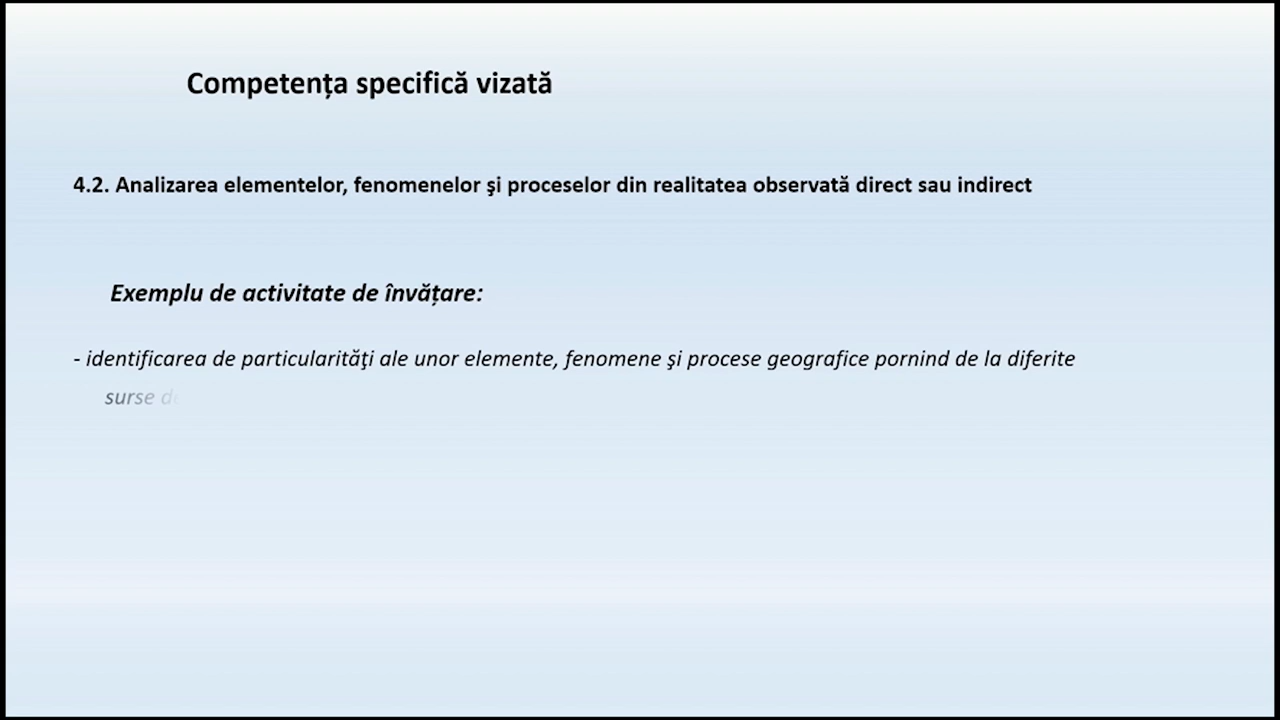 Competența specifică vizată
4.2. Analizarea elementelor, fenomenelor şi proceselor din realitatea observată direct sau indirect
Exemplu de activitate de învățare:
- identificarea de particularităţi ale unor elemente, fenomene şi procese geografice pornind de la diferite
surse de